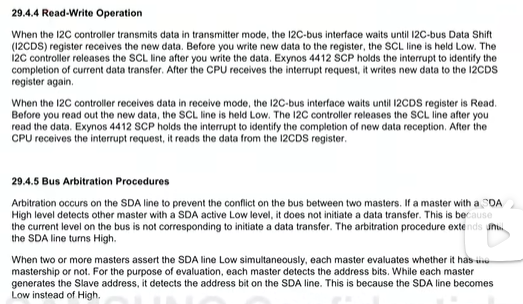 29.4.4 Read-Write Operation
When the I2C controller transmits data in transmitter mode, the I2C-bus interface waits until I2C-bus Data Shift
(I2CDS) register receives the new data. Before you write new data to the register, the SCL line is held Low. The
I2C controller releases the SCL line after you write the data. Exynos 4412 SCP holds the interrupt to identify the
completion of current data transfer. After the CPU receives the interrupt request, it writes new data to the I2CDS
register again.
When the I2C controller receives data in receive mode, the I2C-bus interface waits until I2CDS register is Read.
Before you read out the new data, the SCL line is held Low. The I2C controller releases the SCL line after you
read the data. Exynos 4412 SCP holds the interrupt to identify the completion of new data reception. After the
CPU receives the interrupt request, it reads the data from the I2CDS register.
29.4.5 Bus Arbitration Procedures
Arbitration occurs on the SDA line to prevent the conflict on the bus between two masters. If a master with a SDA
High level detects other master with a SDA active Low level, it does not initiate a data transfer. This is because
the current level on the bus is not corresponding to initiate a data transfer. The arbitration procedure extends until
the SDA line turns High.
When two or more masters assert the SDA line Low simultaneously, each master evaluates whether it has the
mastership or not. For the purpose of evaluation, each master detects the address bits. While each master
generates the Slave address, it detects the address bit on the SDA line. This is because the SDA line becomes
Low instead of High.